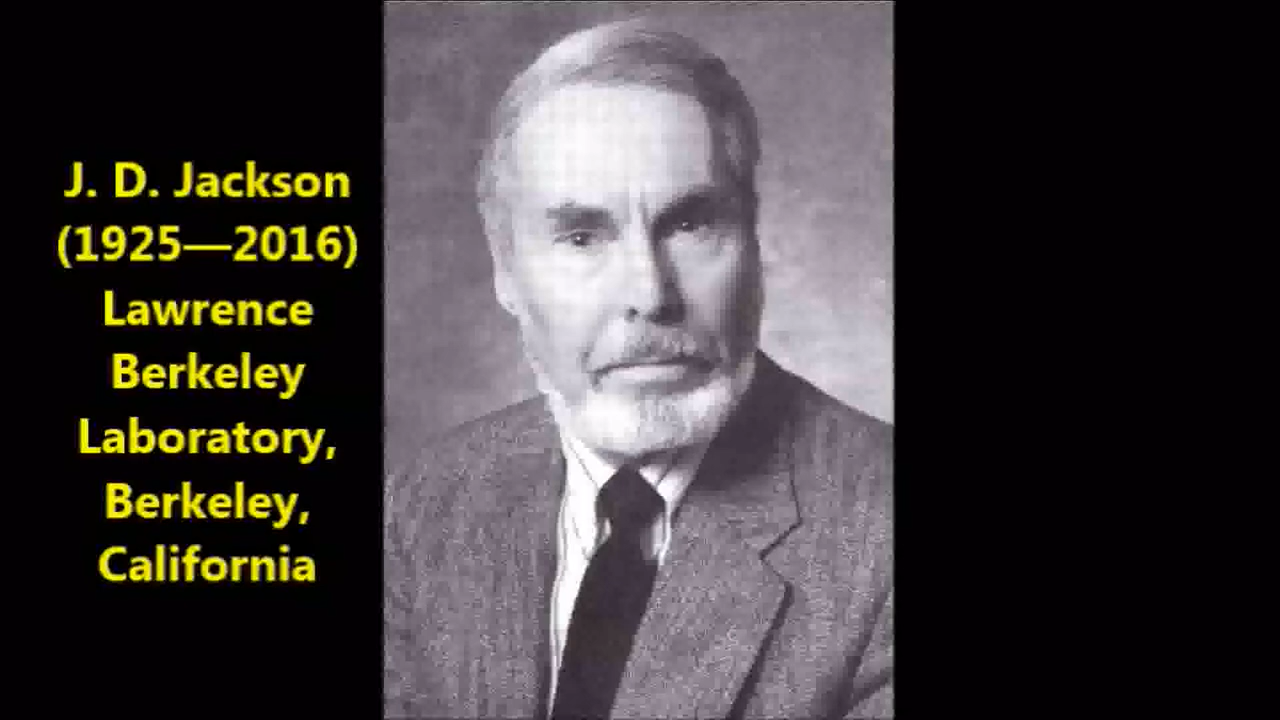 J. D. Jackson
(1925—2016)
Lawrence
Berkeley
Laboratory,
Berkeley,
California